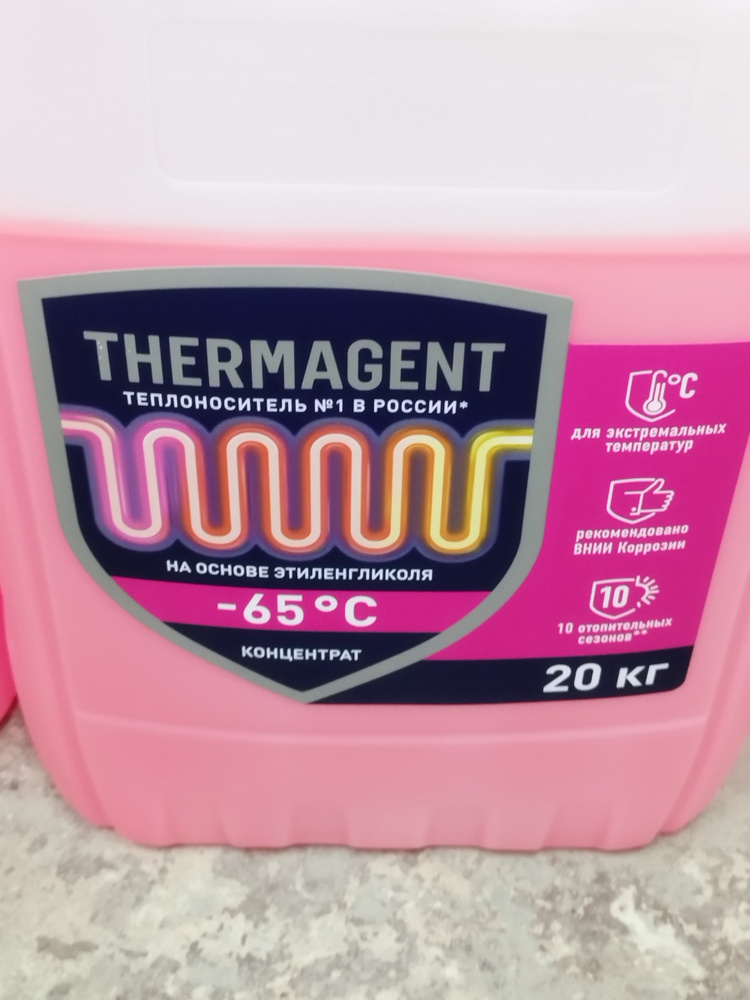 THERMAGENT
ТЕПЛОНОСИТЕЛЬ №1 В РОССИИ*
НА ОСНОВЕ ЭТИЛЕНГЛИКОЛЯ
-65°С
КОНЦЕНТРАТ
°С
для экстремальных
температур
рекомендовано
ВНИИ Коррозии
10
10 отопительных
сезонов**
20 кг